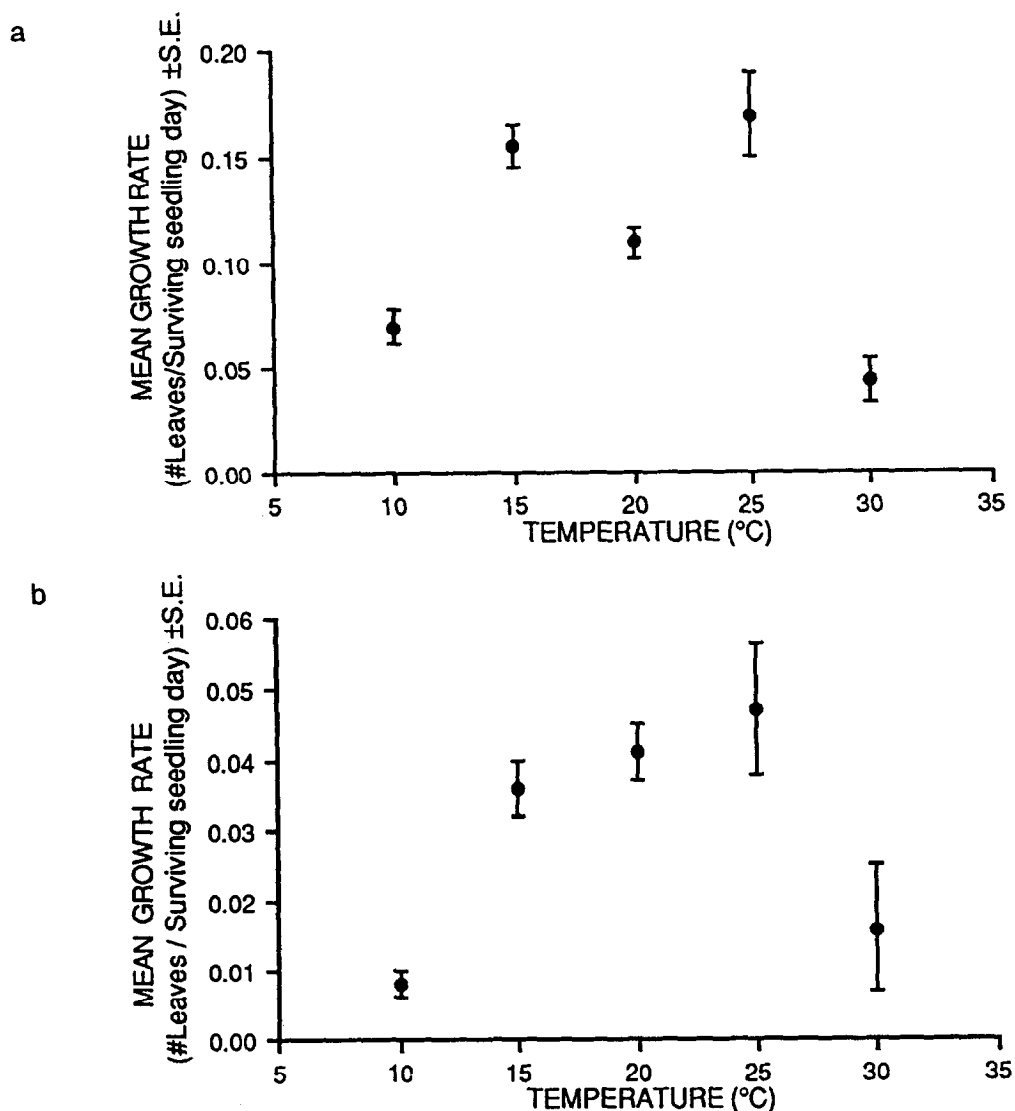 a
MEAN GROWTH RATE
(#Leaves/Surviving seedling day) ±S.E.
0.20
0.15
0.10
0.05
0.00
5 10 15 20 25 30 35
TEMPERATURE (°C)
b
MEAN GROWTH RATE
(#Leaves / Surviving seedling day) ±S.E.
0.06
0.05
0.04
0.03
0.02
0.01
0.00
5 10 15 20 25 30 35
TEMPERATURE (°C)